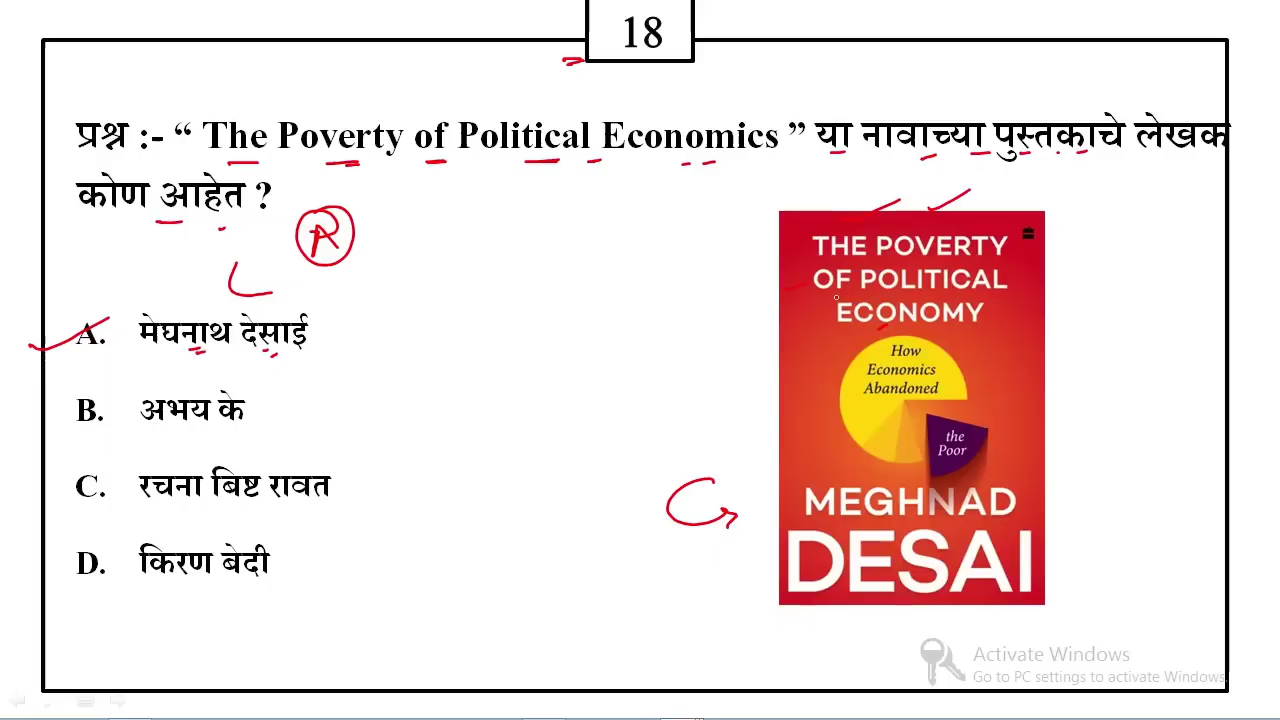 18
प्रश्न :- “ The Poverty of Political Economics ” या नावाच्या पुस्तकाचे लेखक
कोण आहेत ?
A
A. मेघनाथ देसाई
B. अभय के
C. रचना बिष्ट रावत
D. किरण बेदी
THE POVERTY
OF POLITICAL
ECONOMY
How
Economics
Abandoned
the
Poor
MEGHNAD
DESAI
Activate Windows
Go to PC settings to activate Windows.